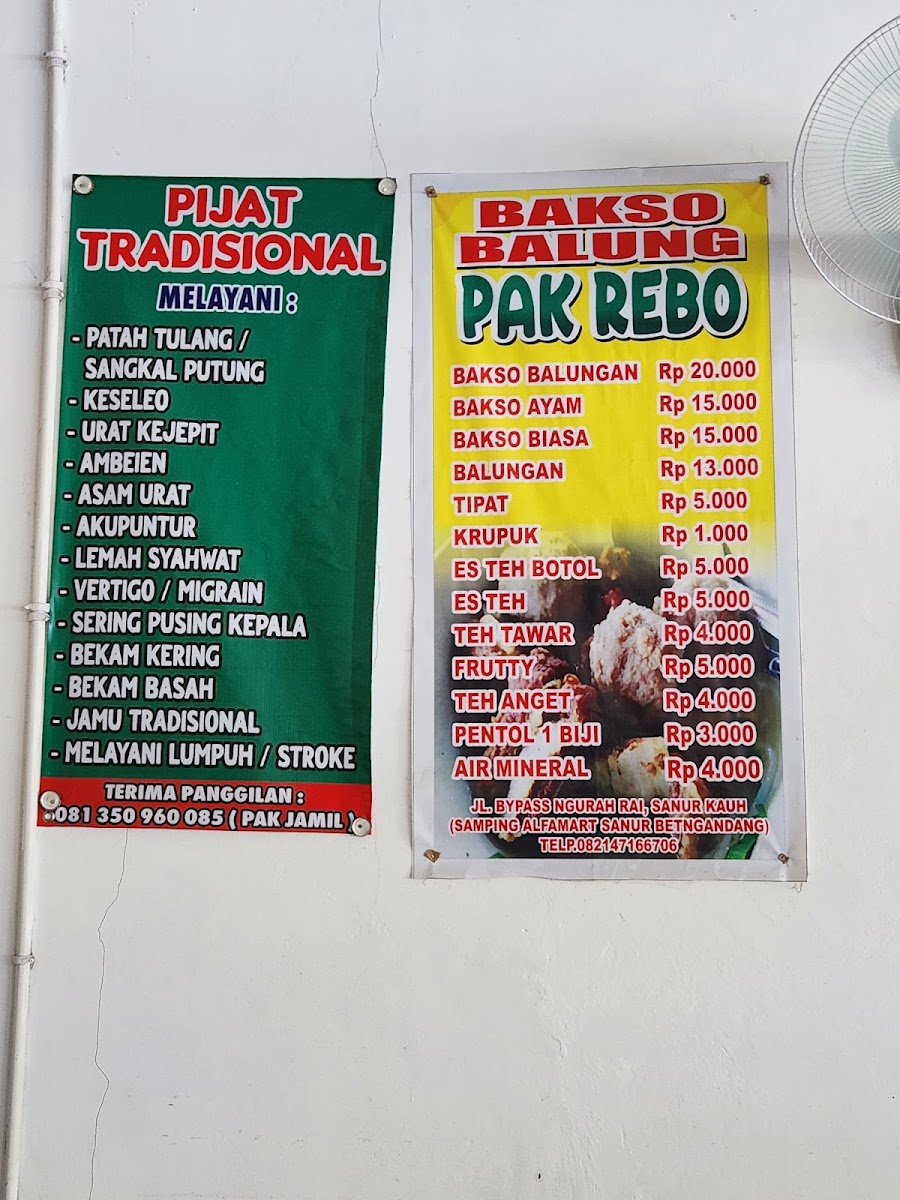 PIJAT
TRADISIONAL
MELAYANI :
- PATAH TULANG /
SANGKAL PUTUNG
- KESELEO
- URAT KEJEPIT
- AMBEIEN
- ASAM URAT
- AKUPUNTUR
- LEMAH SYAHWAT
- VERTIGO / MIGRAIN
- SERING PUSING KEPALA
- BEKAM KERING
- BEKAM BASAH
- JAMU TRADISIONAL
- MELAYANI LUMPUH / STROKE
TERIMA PANGGILAN :
081 350 960 085 ( PAK JAMIL )
BAKSO
BALUNG
PAK REBO
BAKSO BALUNGAN Rp 20.000
BAKSO AYAM Rp 15.000
BAKSO BIASA Rp 15.000
BALUNGAN Rp 13.000
TIPAT Rp 5.000
KRUPUK Rp 1.000
ES TEH BOTOL Rp 5.000
ES TEH Rp 5.000
TEH TAWAR Rp 4.000
FRUTTY Rp 5.000
TEH ANGET Rp 4.000
PENTOL 1 BIJI Rp 3.000
AIR MINERAL Rp 4.000
JL. BYPASS NGURAH RAI, SANUR KAUH
(SAMPING ALFAMART SANUR BETNGANDANG)
TELP.082147166706